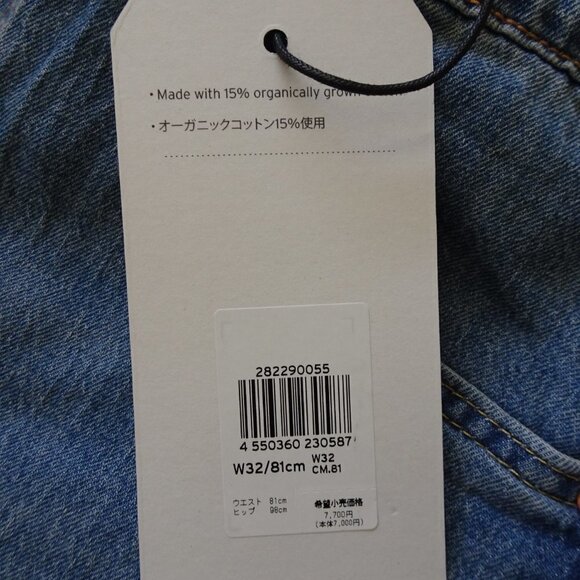 ・Made with 15% organically grown
・オーガニックコットン15%使用
282290055
4 550360 230587
W32/81cm
W32
CM.81
ウエスト 81cm
ヒップ 98cm
希望小売価格
7,700円
(本体7,000円)